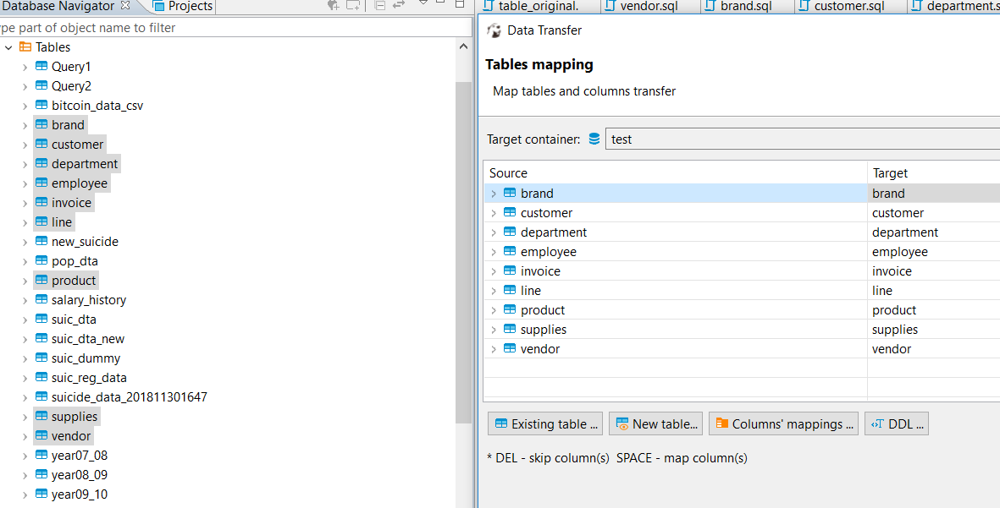 Database Navigator
Projects
type part of object name to filter
Tables
Query1
Query2
bitcoin_data_csv
brand
customer
department
employee
invoice
line
new_suicide
pop_dta
product
salary_history
suic_dta
suic_dta_new
suic_dummy
suic_reg_data
suicide_data_201811301647
supplies
vendor
year07_08
year08_09
year09_10
table_original.
vendor.sql
brand.sql
customer.sql
department.s
Data Transfer
Tables mapping
Map tables and columns transfer
Target container: test
Source Target
brand brand
customer customer
department department
employee employee
invoice invoice
line line
product product
supplies supplies
vendor vendor
Existing table ... New table... Columns' mappings ... DDL ...
* DEL - skip column(s) SPACE - map column(s)